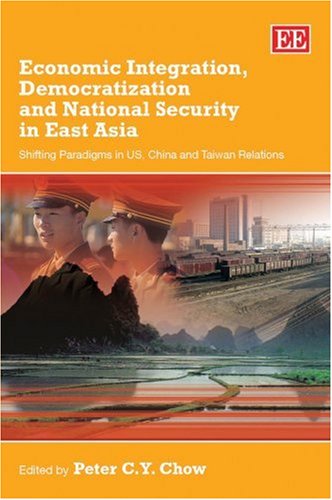 EE
Economic Integration,
Democratization
and National Security
in East Asia
Shifting Paradigms in US, China and Taiwan Relations
Edited by Peter C.Y. Chow